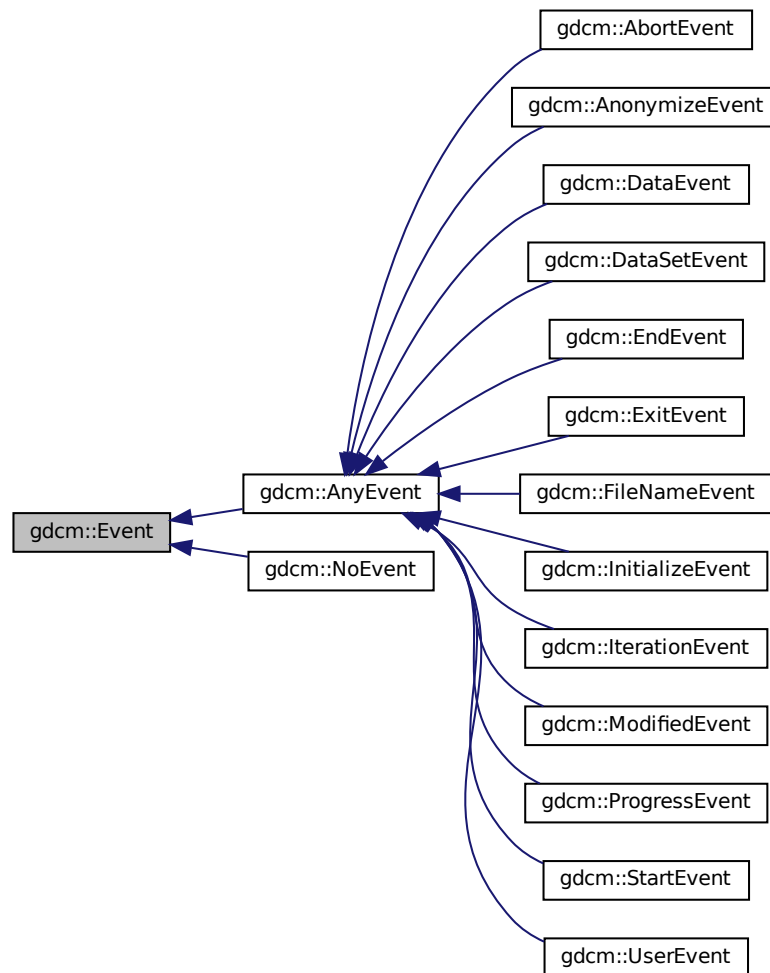 gdcm::AbortEvent
gdcm::AnonymizeEvent
gdcm::DataEvent
gdcm::DataSetEvent
gdcm::EndEvent
gdcm::ExitEvent
gdcm::AnyEvent
gdcm::FileNameEvent
gdcm::Event
gdcm::NoEvent
gdcm::InitializeEvent
gdcm::IterationEvent
gdcm::ModifiedEvent
gdcm::ProgressEvent
gdcm::StartEvent
gdcm::UserEvent